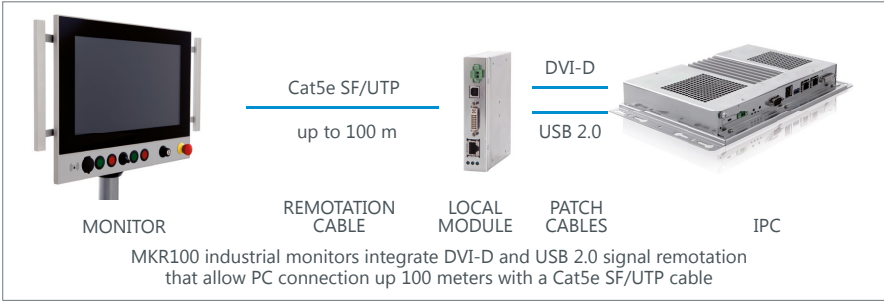 Cat5e SF/UTP
up to 100 m
DVI-D
USB 2.0
MONITOR
REMOTATION
CABLE
LOCAL
MODULE
PATCH
CABLES
IPC
MKR100 industrial monitors integrate DVI-D and USB 2.0 signal remotation
that allow PC connection up 100 meters with a Cat5e SF/UTP cable